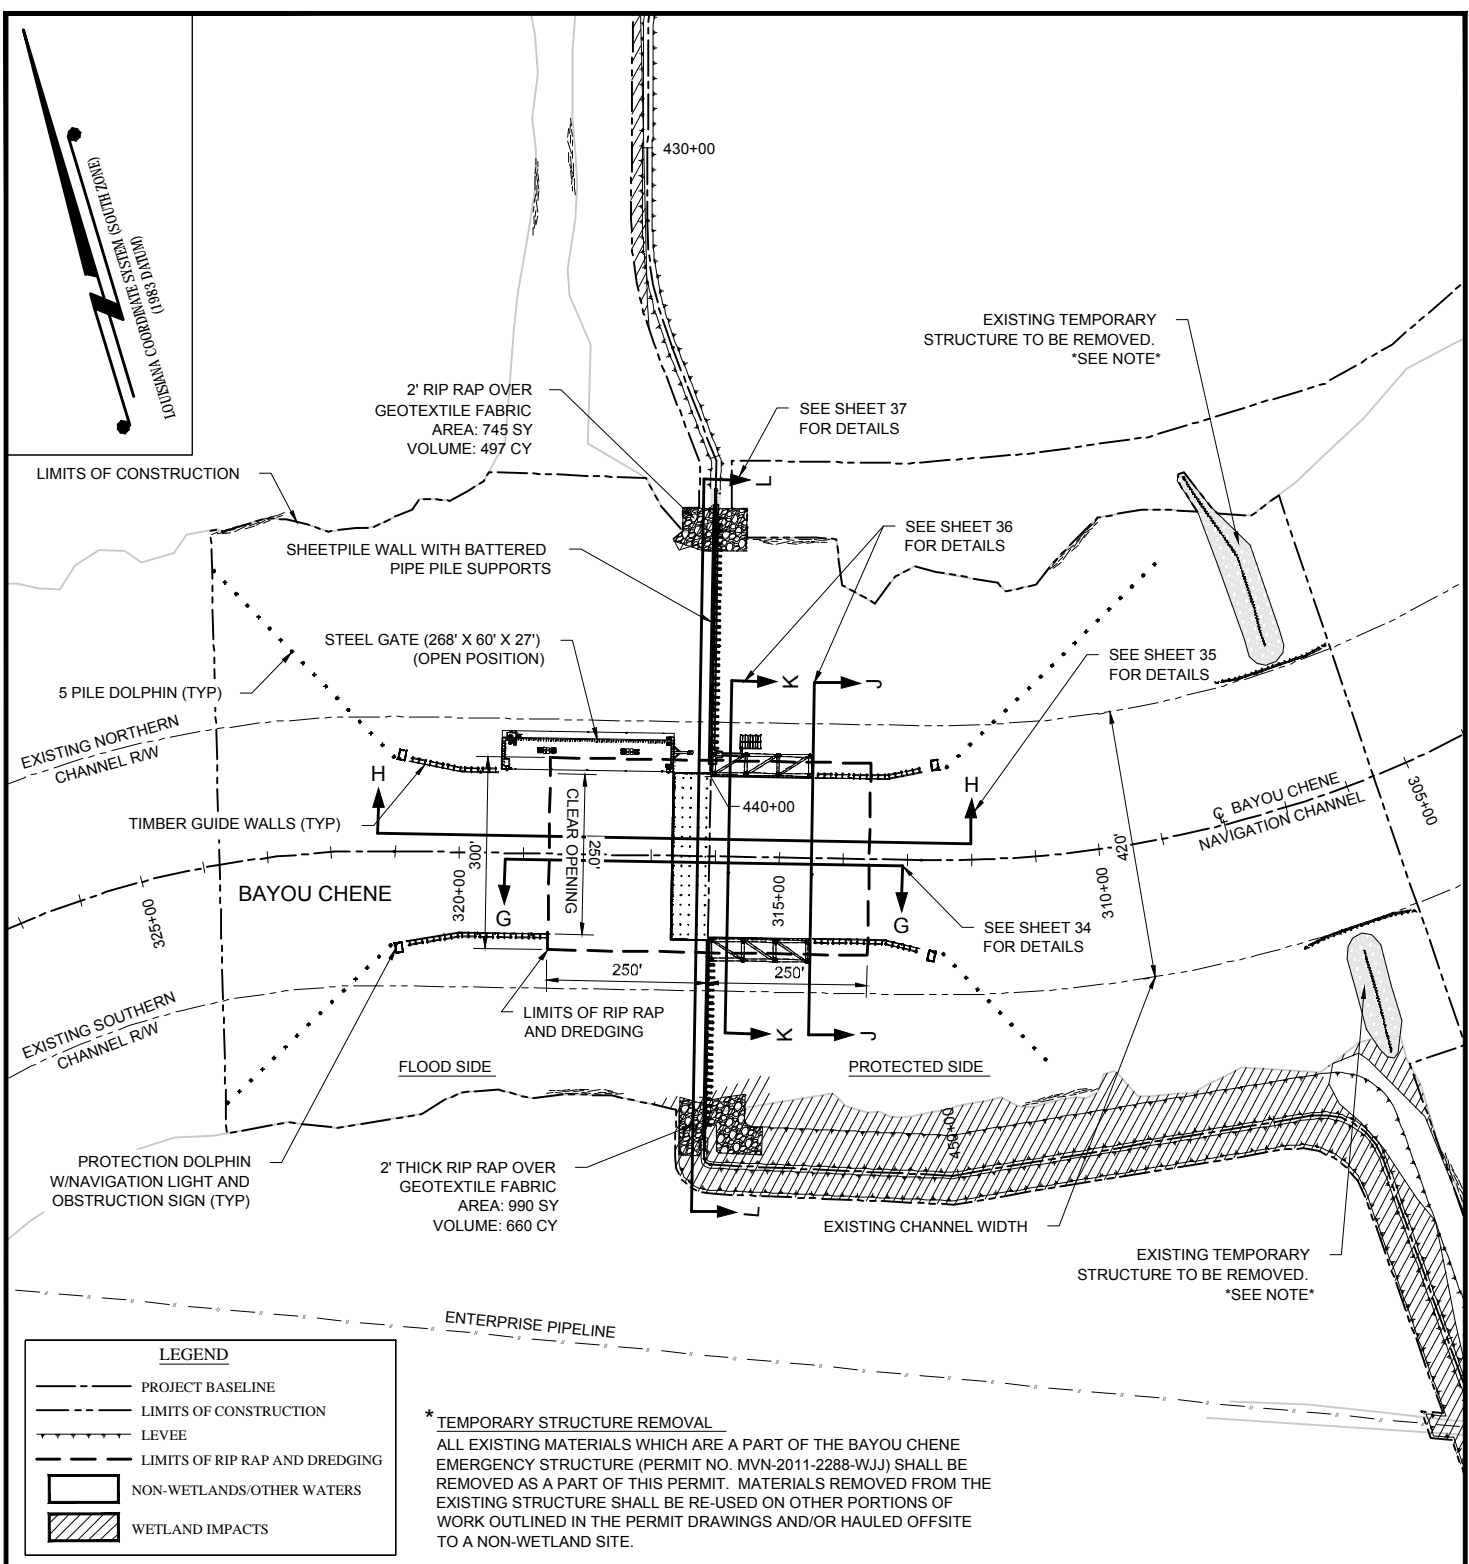 LOUISIANA COORDINATE SYSTEM (SOUTH ZONE)
(1983 DATUM)
430+00
EXISTING TEMPORARY
STRUCTURE TO BE REMOVED.
*SEE NOTE*
2' RIP RAP OVER
GEOTEXTILE FABRIC
AREA: 745 SY
VOLUME: 497 CY
SEE SHEET 37
FOR DETAILS
LIMITS OF CONSTRUCTION
L
SHEETPILE WALL WITH BATTERED
PIPE PILE SUPPORTS
SEE SHEET 36
FOR DETAILS
STEEL GATE (268' X 60' X 27')
(OPEN POSITION)
5 PILE DOLPHIN (TYP)
K
J
SEE SHEET 35
FOR DETAILS
EXISTING NORTHERN
CHANNEL R/W
H
H
TIMBER GUIDE WALLS (TYP)
CLEAR OPENING
250'
300'
440+00
℄ BAYOU CHENE
NAVIGATION CHANNEL
305+00
420'
310+00
315+00
320+00
325+00
BAYOU CHENE
G
G
SEE SHEET 34
FOR DETAILS
250'
250'
EXISTING SOUTHERN
CHANNEL R/W
LIMITS OF RIP RAP
AND DREDGING
K
J
FLOOD SIDE
PROTECTED SIDE
450+00
PROTECTION DOLPHIN
W/NAVIGATION LIGHT AND
OBSTRUCTION SIGN (TYP)
2' THICK RIP RAP OVER
GEOTEXTILE FABRIC
AREA: 990 SY
VOLUME: 660 CY
L
EXISTING CHANNEL WIDTH
EXISTING TEMPORARY
STRUCTURE TO BE REMOVED.
*SEE NOTE*
ENTERPRISE PIPELINE
LEGEND
PROJECT BASELINE
LIMITS OF CONSTRUCTION
LEVEE
LIMITS OF RIP RAP AND DREDGING
NON-WETLANDS/OTHER WATERS
WETLAND IMPACTS
* TEMPORARY STRUCTURE REMOVAL
ALL EXISTING MATERIALS WHICH ARE A PART OF THE BAYOU CHENE
EMERGENCY STRUCTURE (PERMIT NO. MVN-2011-2288-WJJ) SHALL BE
REMOVED AS A PART OF THIS PERMIT. MATERIALS REMOVED FROM THE
EXISTING STRUCTURE SHALL BE RE-USED ON OTHER PORTIONS OF
WORK OUTLINED IN THE PERMIT DRAWINGS AND/OR HAULED OFFSITE
TO A NON-WETLAND SITE.